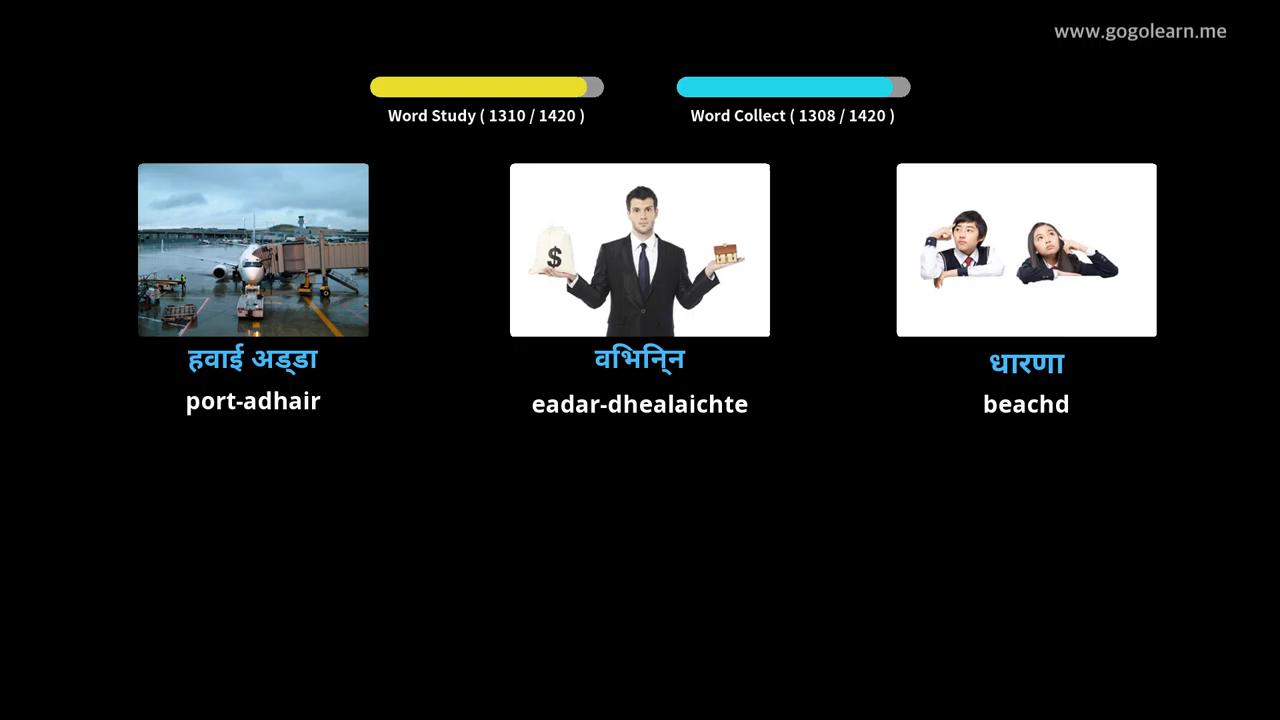 www.gogolearn.me
Word Study ( 1310 / 1420 )
Word Collect ( 1308 / 1420 )
$
हवाई अड्डा
विभिन्न
धारणा
port-adhair
eadar-dhealaichte
beachd